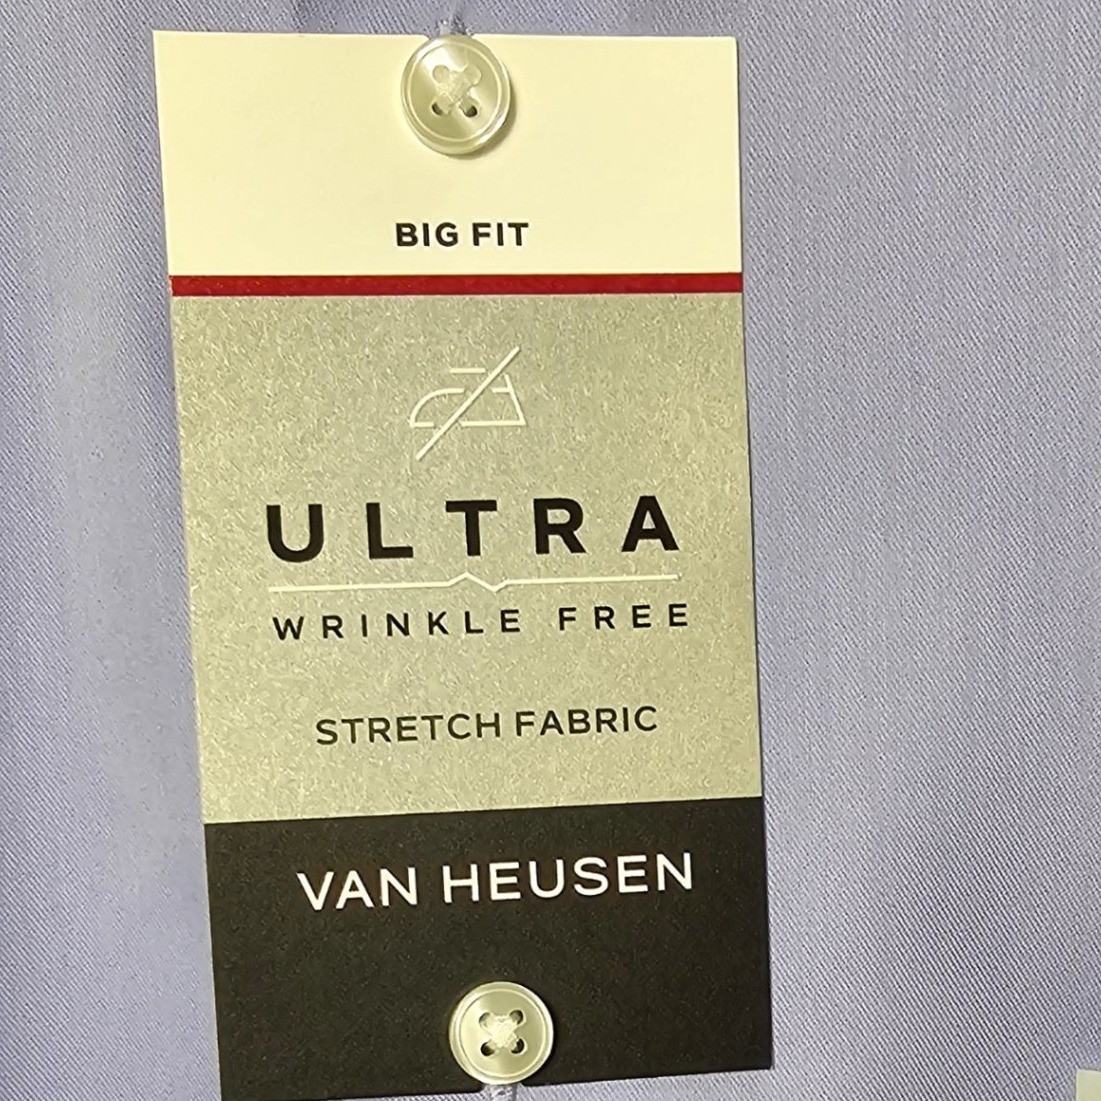 BIG FIT
ULTRA
WRINKLE FREE
STRETCH FABRIC
VAN HEUSEN